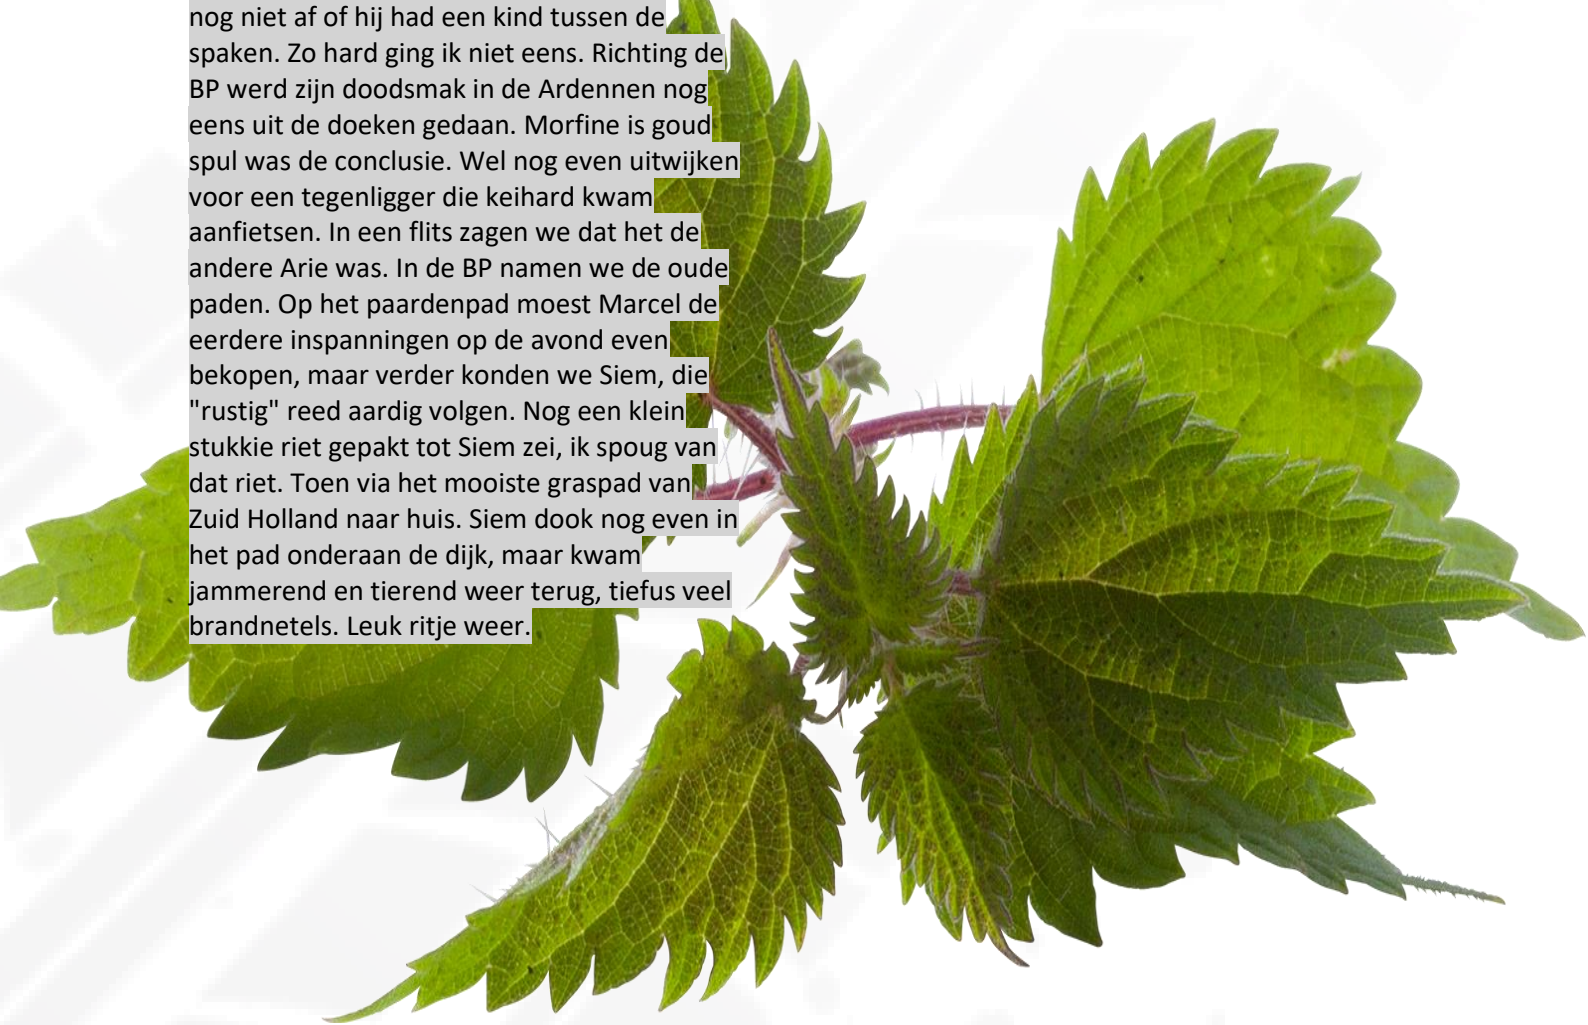 nog niet af of hij had een kind tussen de
spaken. Zo hard ging ik niet eens. Richting de
BP werd zijn doodsmak in de Ardennen nog
eens uit de doeken gedaan. Morfine is goud
spul was de conclusie. Wel nog even uitwijken
voor een tegenligger die keihard kwam
aanfietsen. In een flits zagen we dat het de
andere Arie was. In de BP namen we de oude
paden. Op het paardenpad moest Marcel de
eerdere inspanningen op de avond even
bekopen, maar verder konden we Siem, die
"rustig" reed aardig volgen. Nog een klein
stukkie riet gepakt tot Siem zei, ik spoug van
dat riet. Toen via het mooiste graspad van
Zuid Holland naar huis. Siem dook nog even in
het pad onderaan de dijk, maar kwam
jammerend en tierend weer terug, tiefus veel
brandnetels. Leuk ritje weer.